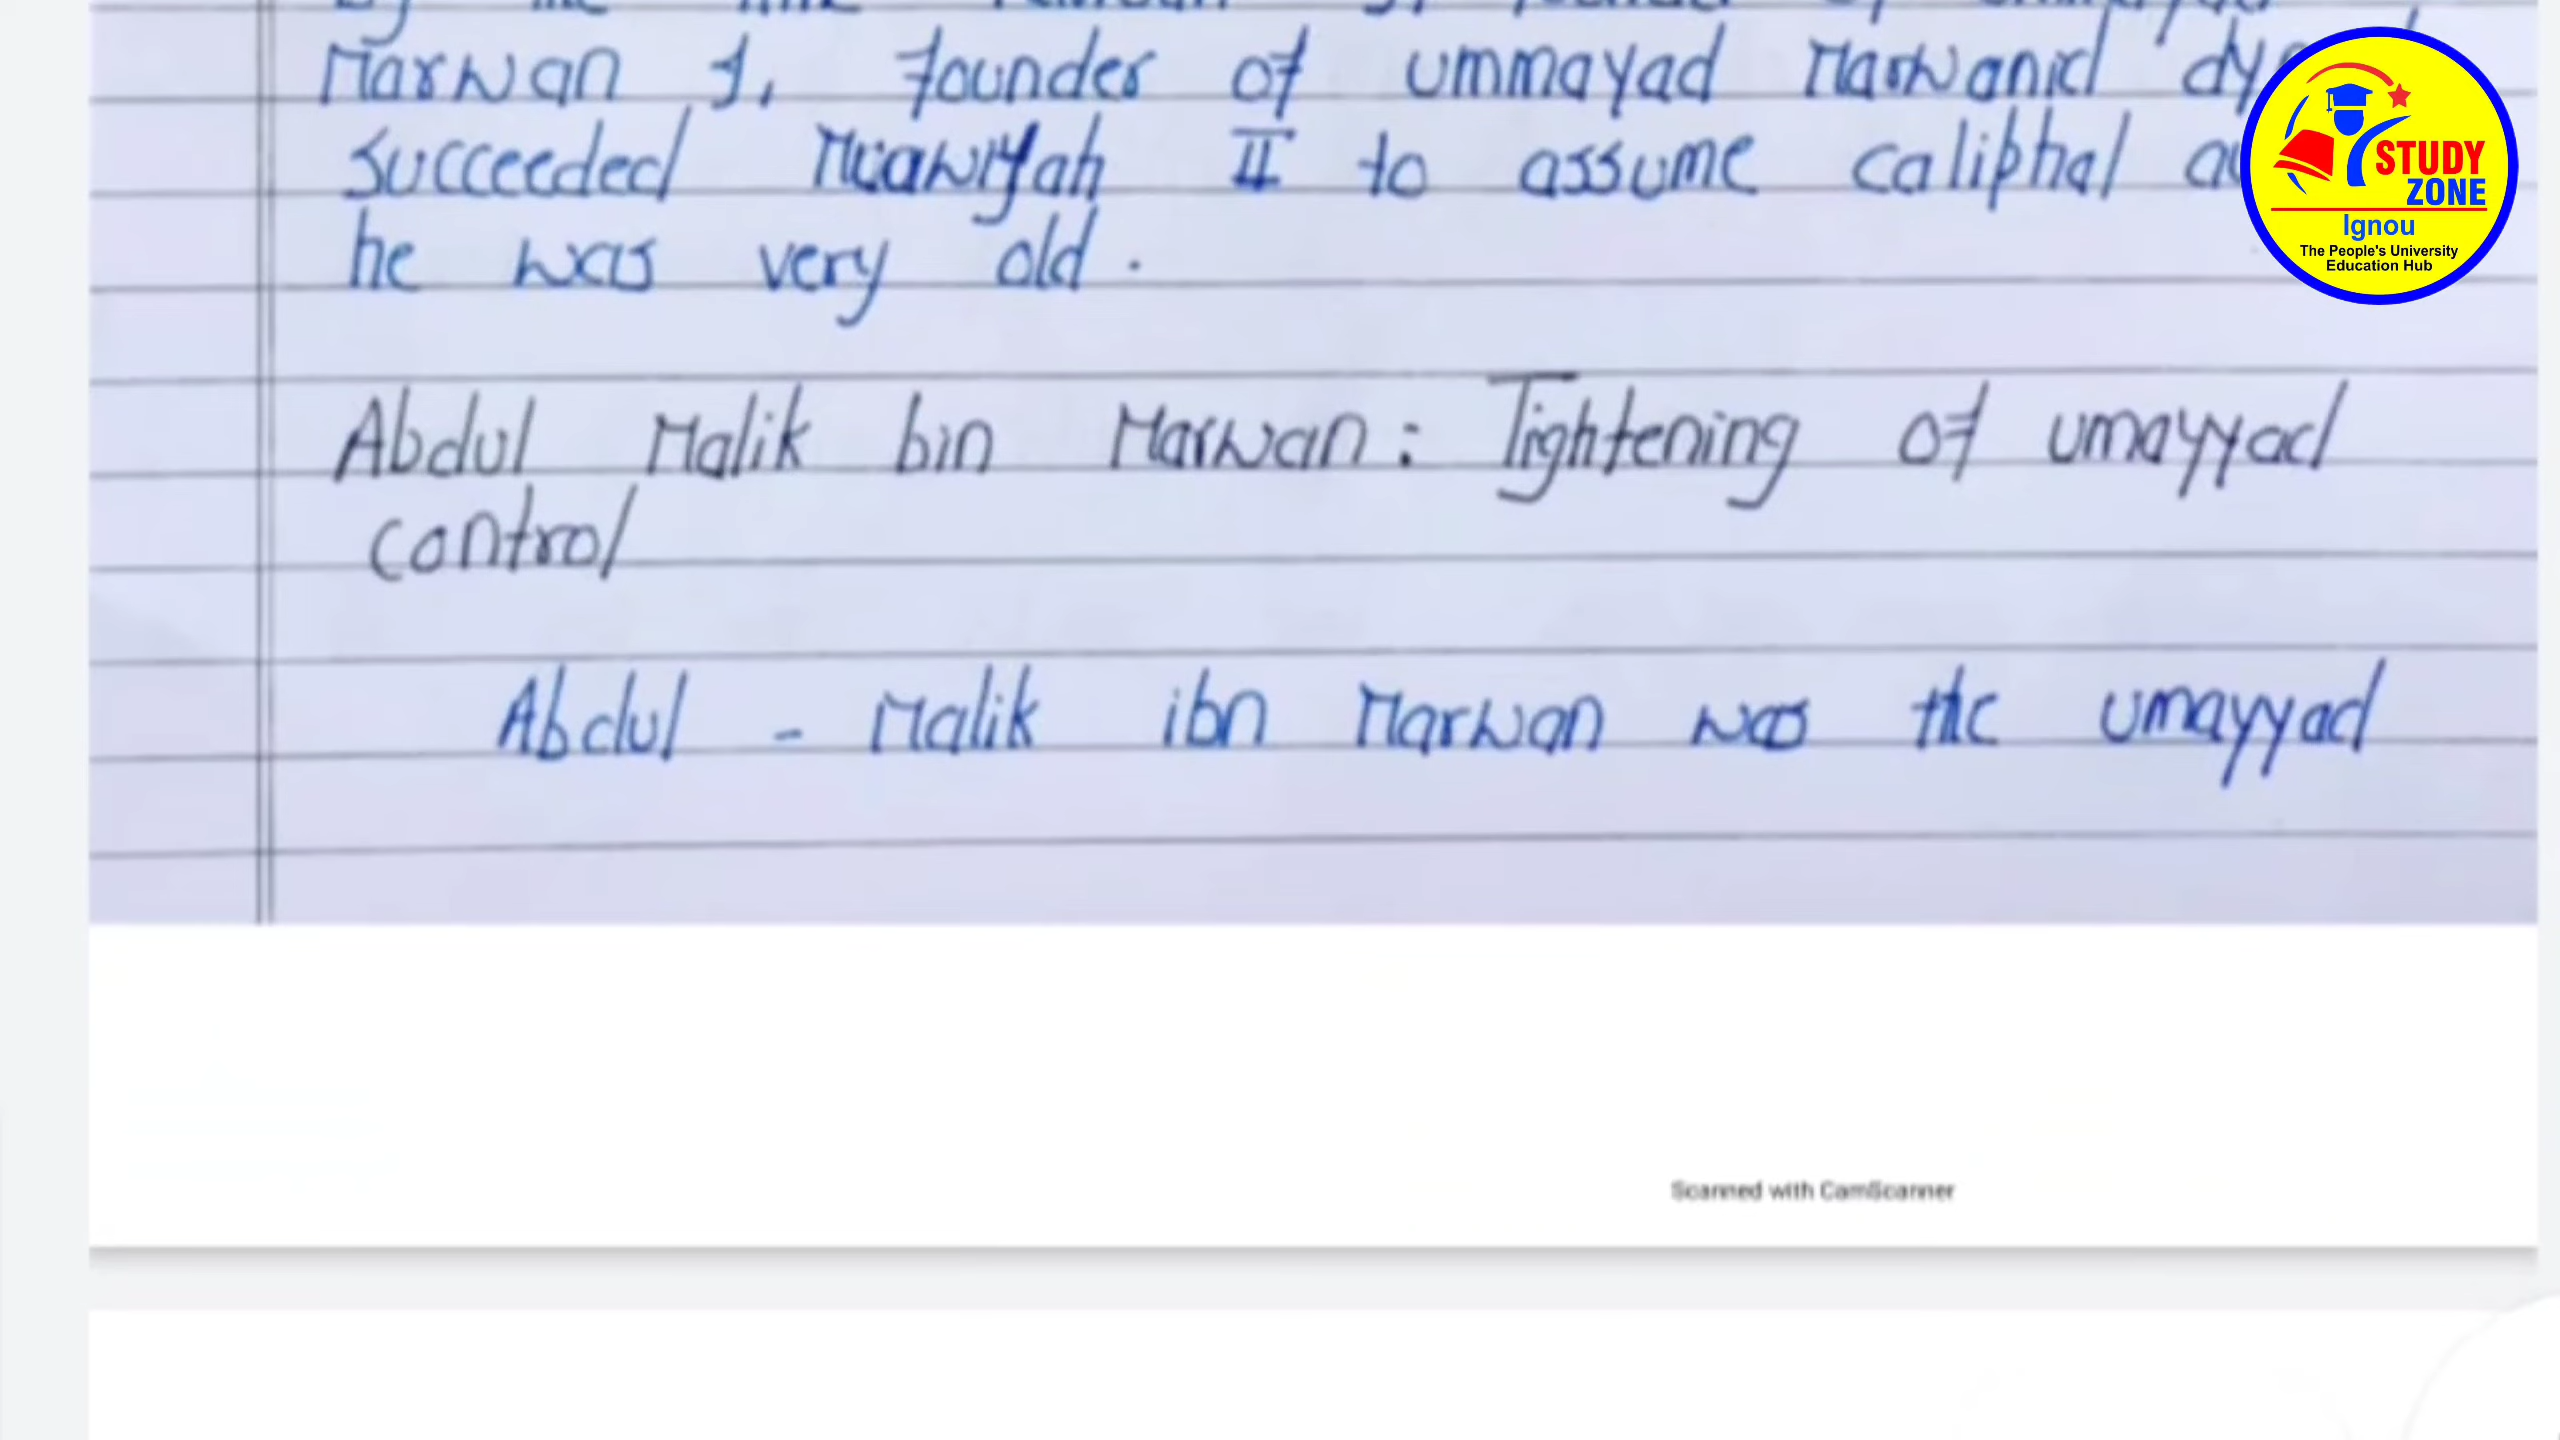 Marwan I, founder of ummayad Marwanid
succeeded Muawiyah II to assume caliphal
he was very old.
Abdul Malik bin Marwan: Tightening of umayyad
control
Abdul - Malik ibn Marwan was the umayyad
STUDY
ZONE
Ignou
The People's University
Education Hub
Scanned with CamScanner